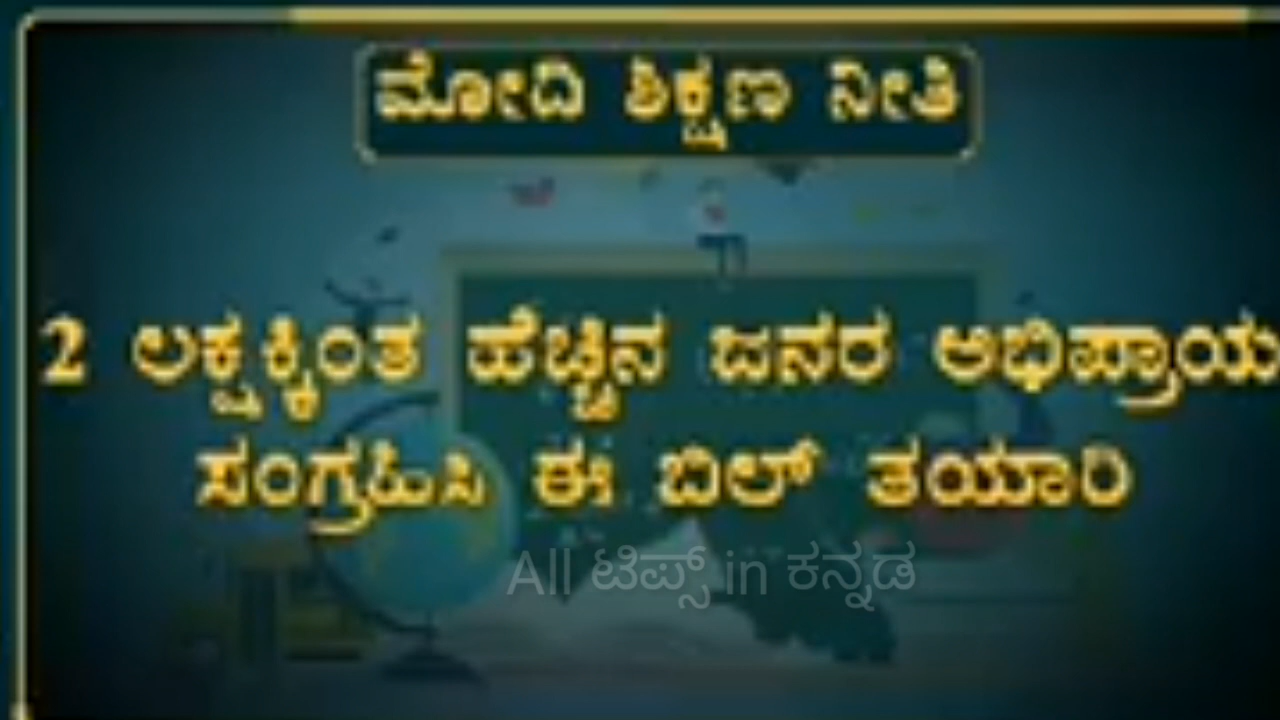 ಮೋದಿ ಶಿಕ್ಷಣ ನೀತಿ
2 ಲಕ್ಷಕ್ಕಿಂತ ಹೆಚ್ಚಿನ ಜನರ ಅಭಿಪ್ರಾಯ
ಸಂಗ್ರಹಿಸಿ ಈ ಬಿಲ್ ತಯಾರಿ
All ಟಿಪ್ಸ್ in ಕನ್ನಡ